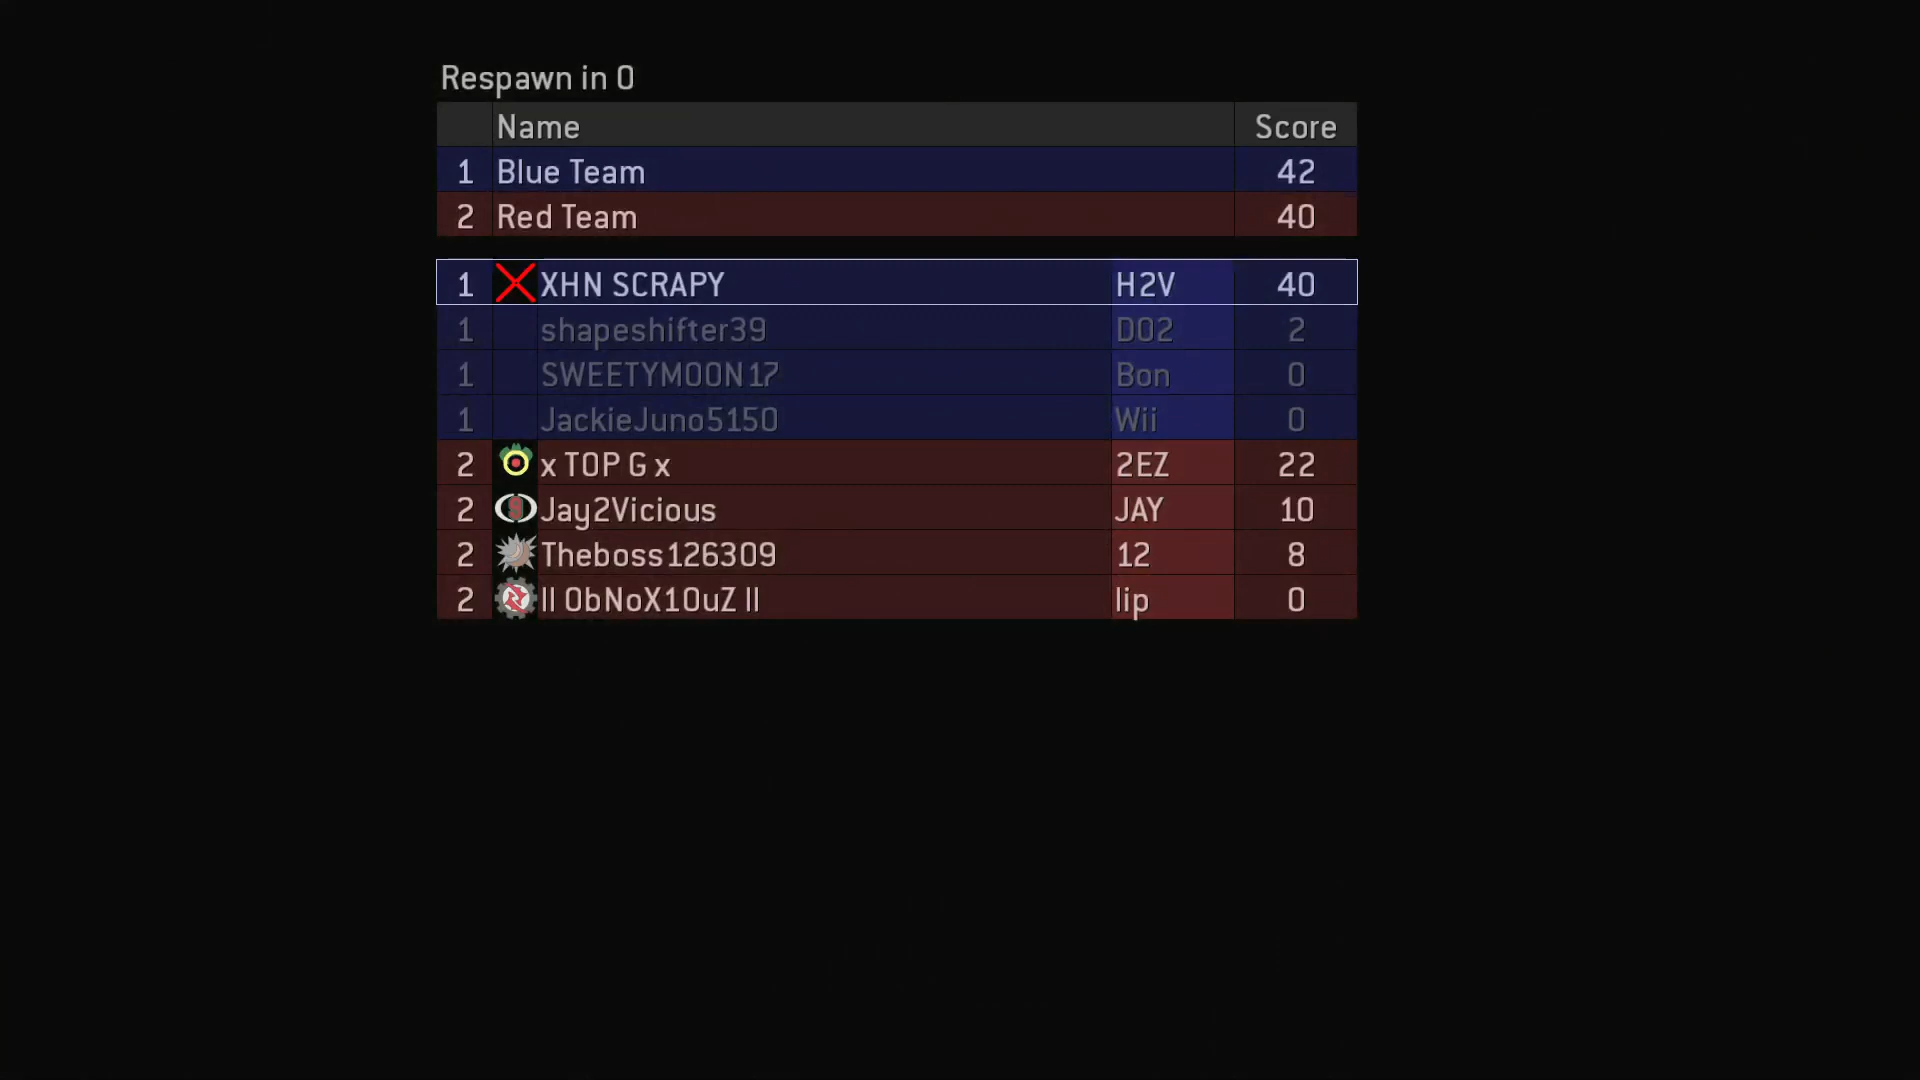 Respawn in 0
Name Score
1 Blue Team 42
2 Red Team 40
1 XHN SCRAPY H2V 40
1 shapeshifter39 D02 2
1 SWEETYMOON17 Bon 0
1 JackieJuno5150 Wii 0
2 x TOP G x 2EZ 22
2 Jay2Vicious JAY 10
2 Theboss126309 12 8
2 II ObNoX1OuZ II lip 0